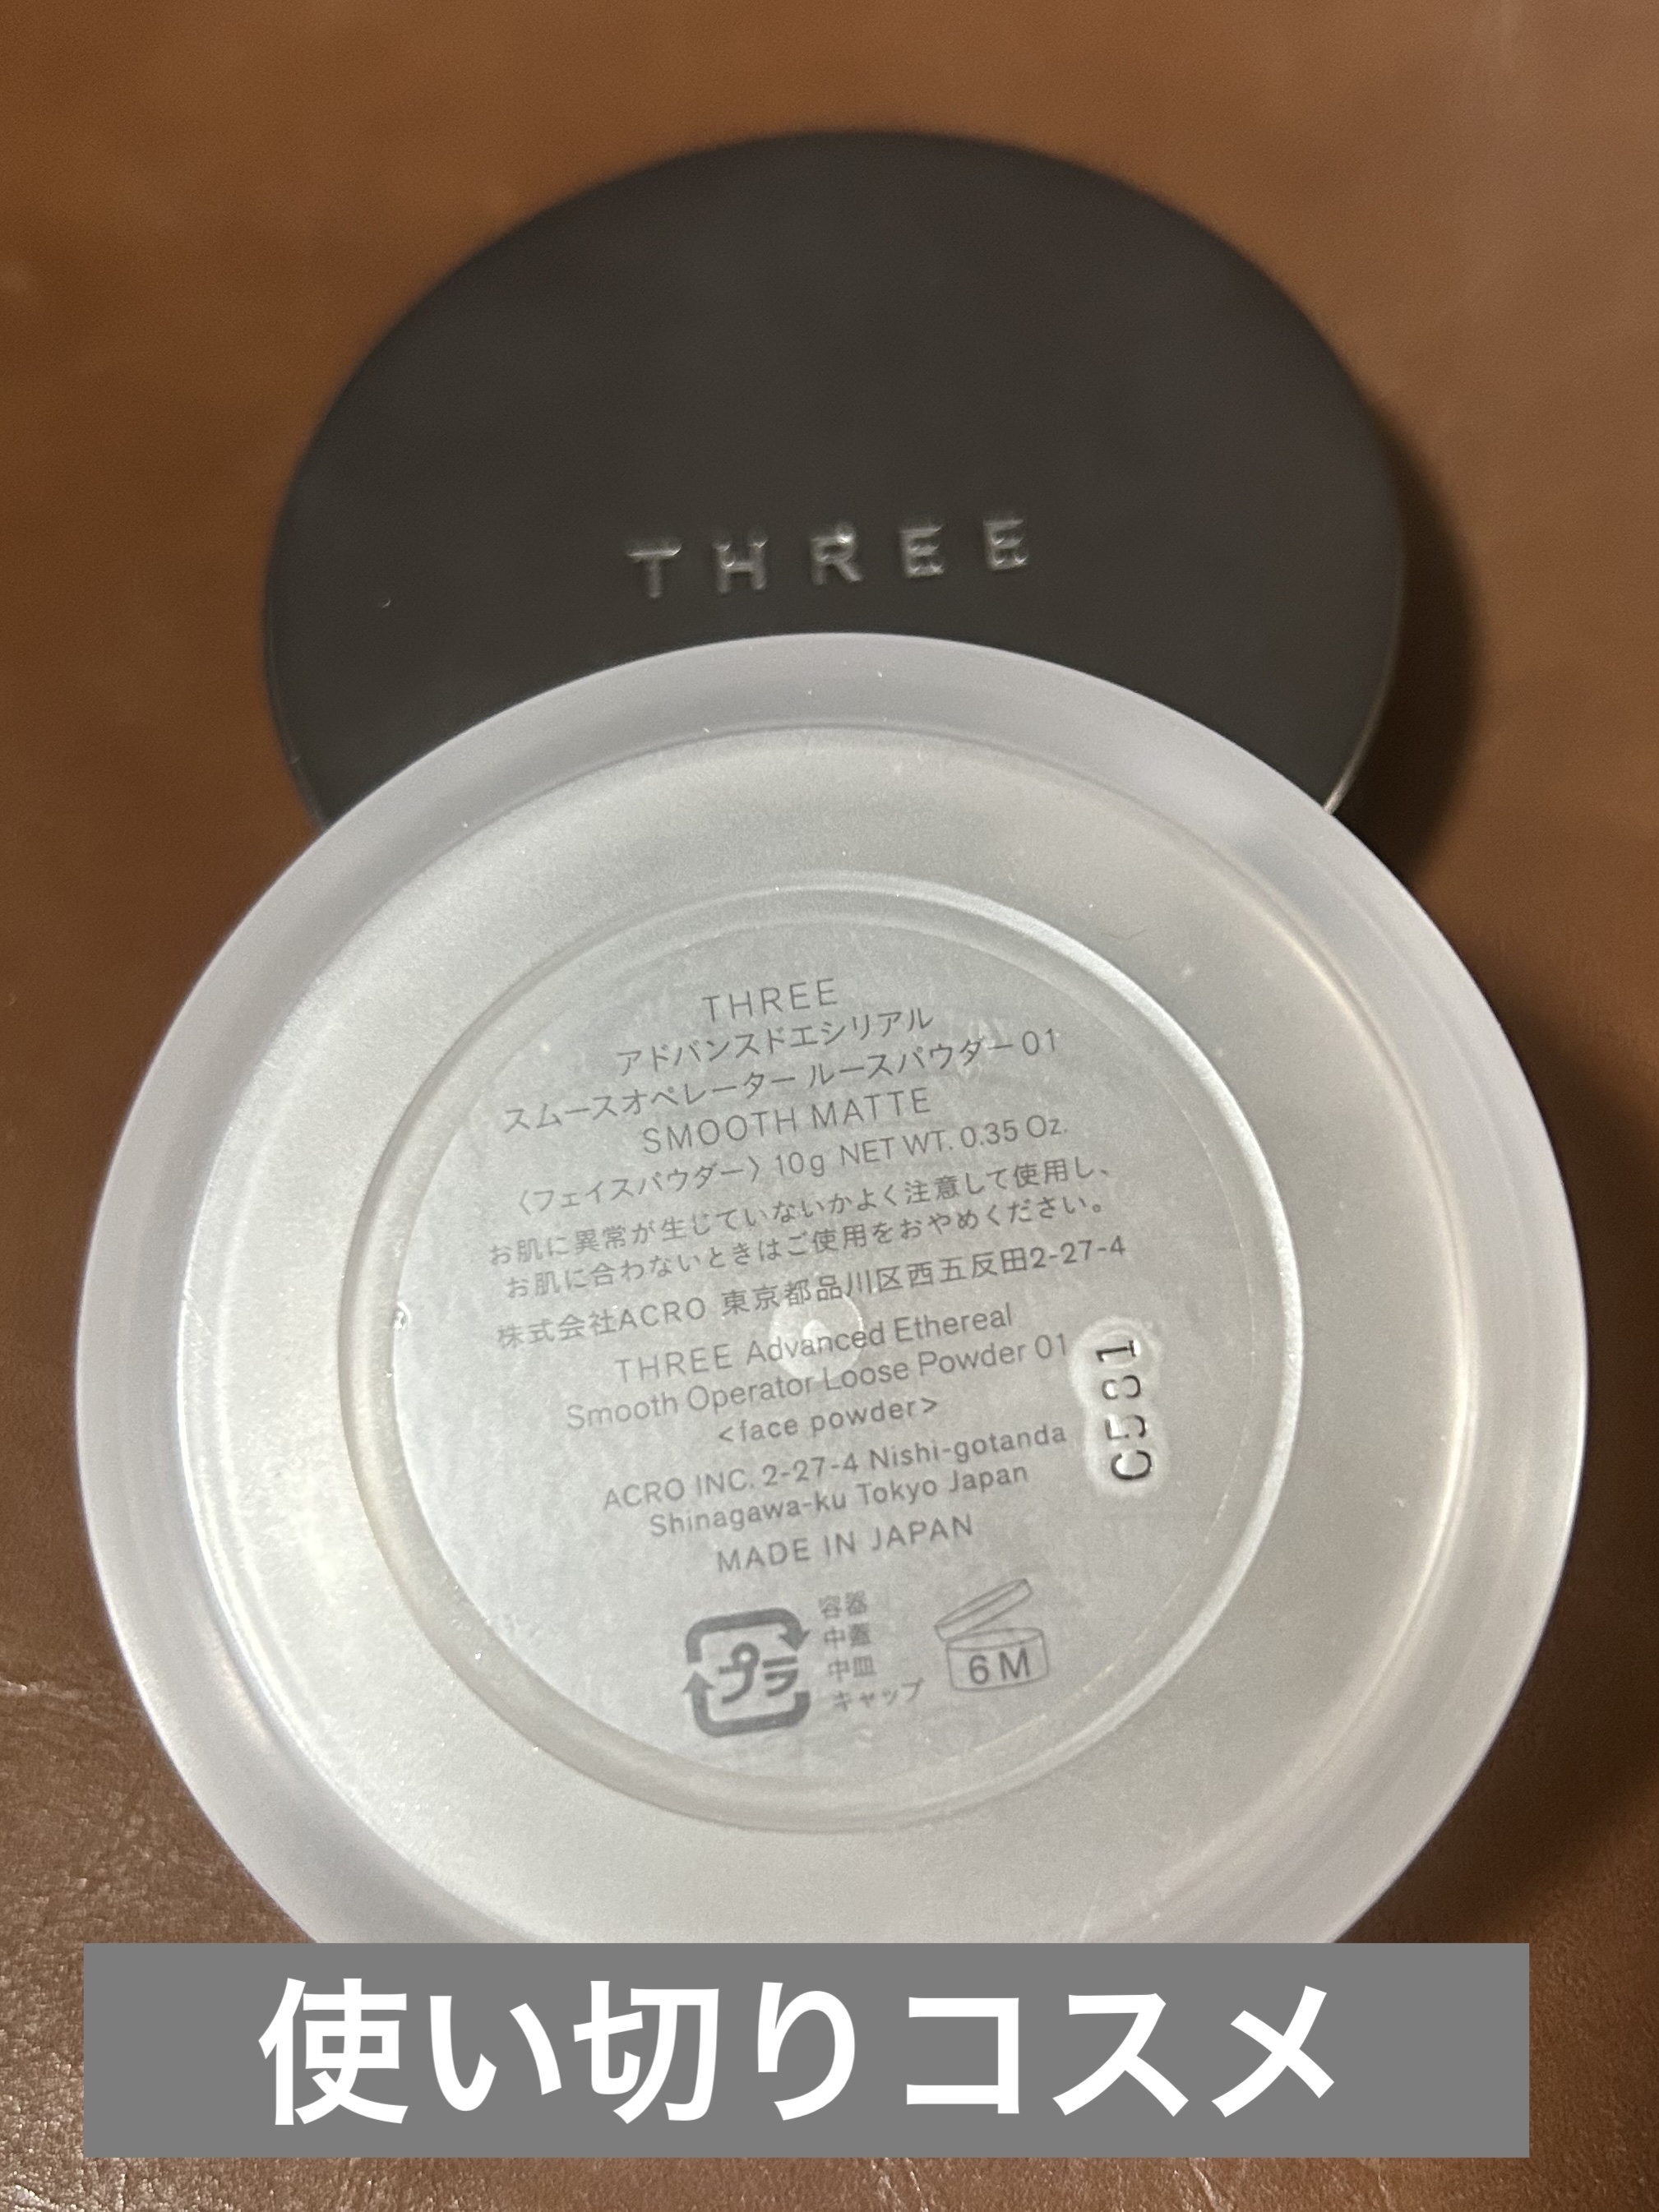 THREE
THREE
アドバンスドエシリアル
スムースオペレーター ルースパウダー 01
SMOOTH MATTE
〈フェイスパウダー〉10g NET WT. 0.35 Oz.
お肌に異常が生じていないかよく注意して使用し、
お肌に合わないときはご使用をおやめください。
株式会社ACRO 東京都品川区西五反田2-27-4
THREE Advanced Ethereal
Smooth Operator Loose Powder 01
<face powder>
ACRO INC. 2-27-4 Nishi-gotanda
Shinagawa-ku Tokyo Japan
MADE IN JAPAN
C531
プラ
容器
中蓋
中皿
キャップ
6M
使い切りコスメ